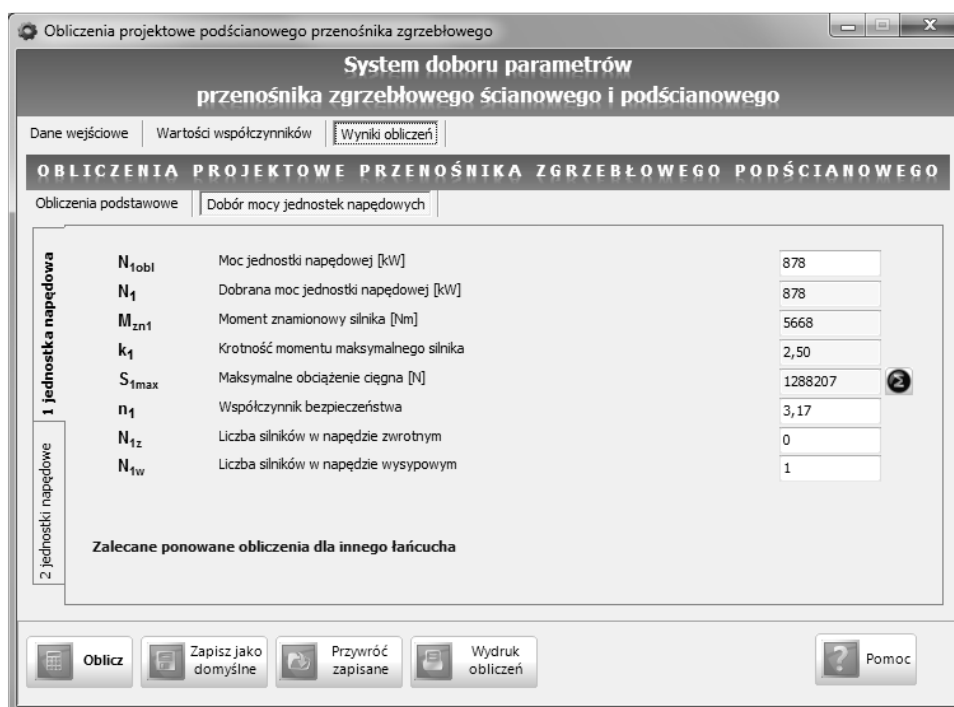 Obliczenia projektowe podścianowego przenośnika zgrzebłowego
System doboru parametrów
przenośnika zgrzebłowego ścianowego i podścianowego
Dane wejściowe Wartości współczynników Wyniki obliczeń
OBLICZENIA PROJEKTOWE PRZENOŚNIKA ZGRZEBŁOWEGO PODŚCIANOWEGO
Obliczenia podstawowe Dobór mocy jednostek napędowych
1 jednostka napędowa
2 jednostki napędowe
N1obl Moc jednostki napędowej [kW] 878
N1 Dobrana moc jednostki napędowej [kW] 878
Mzn1 Moment znamionowy silnika [Nm] 5668
k1 Krotność momentu maksymalnego silnika 2,50
S1max Maksymalne obciążenie cięgna [N] 1288207 Σ
n1 Współczynnik bezpieczeństwa 3,17
N1z Liczba silników w napędzie zwrotnym 0
N1w Liczba silników w napędzie wysypowym 1
Zalecane ponowane obliczenia dla innego łańcucha
Oblicz
Zapisz jako
domyślne
Przywróć
zapisane
Wydruk
obliczeń
? Pomoc